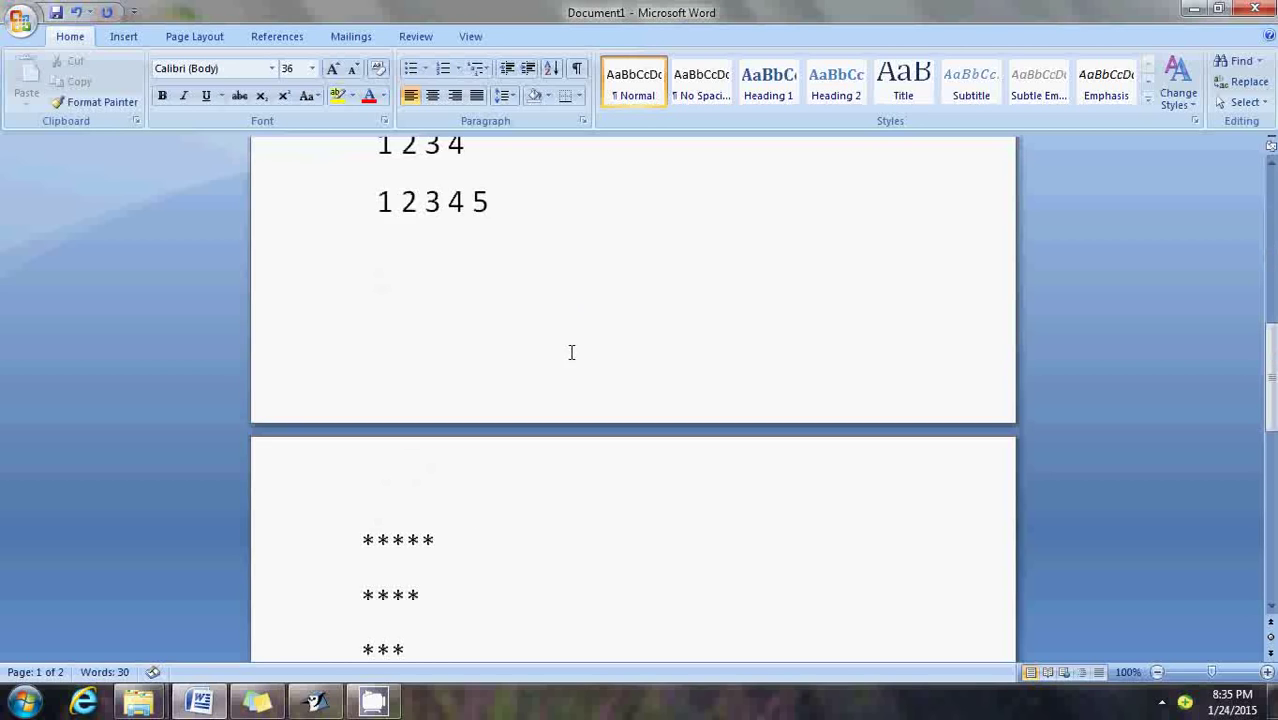 Document1 - Microsoft Word
Home Insert Page Layout References Mailings Review View
Paste
Cut
Copy
Format Painter
Clipboard
Calibri (Body) 36
B I U abc X₂ X² Aa
Font
Paragraph
AaBbCcDc
¶ Normal
AaBbCcDc
¶ No Spaci...
AaBbC‹
Heading 1
AaBbCc
Heading 2
AaB
Title
AaBbCc.
Subtitle
AaBbCcDc
Subtle Em...
AaBbCcDc
Emphasis
Change
Styles
Styles
Find
Replace
Select
Editing
1 2 3 4
1 2 3 4 5
*****
****
***
Page: 1 of 2 Words: 30
100%
8:35 PM
1/24/2015